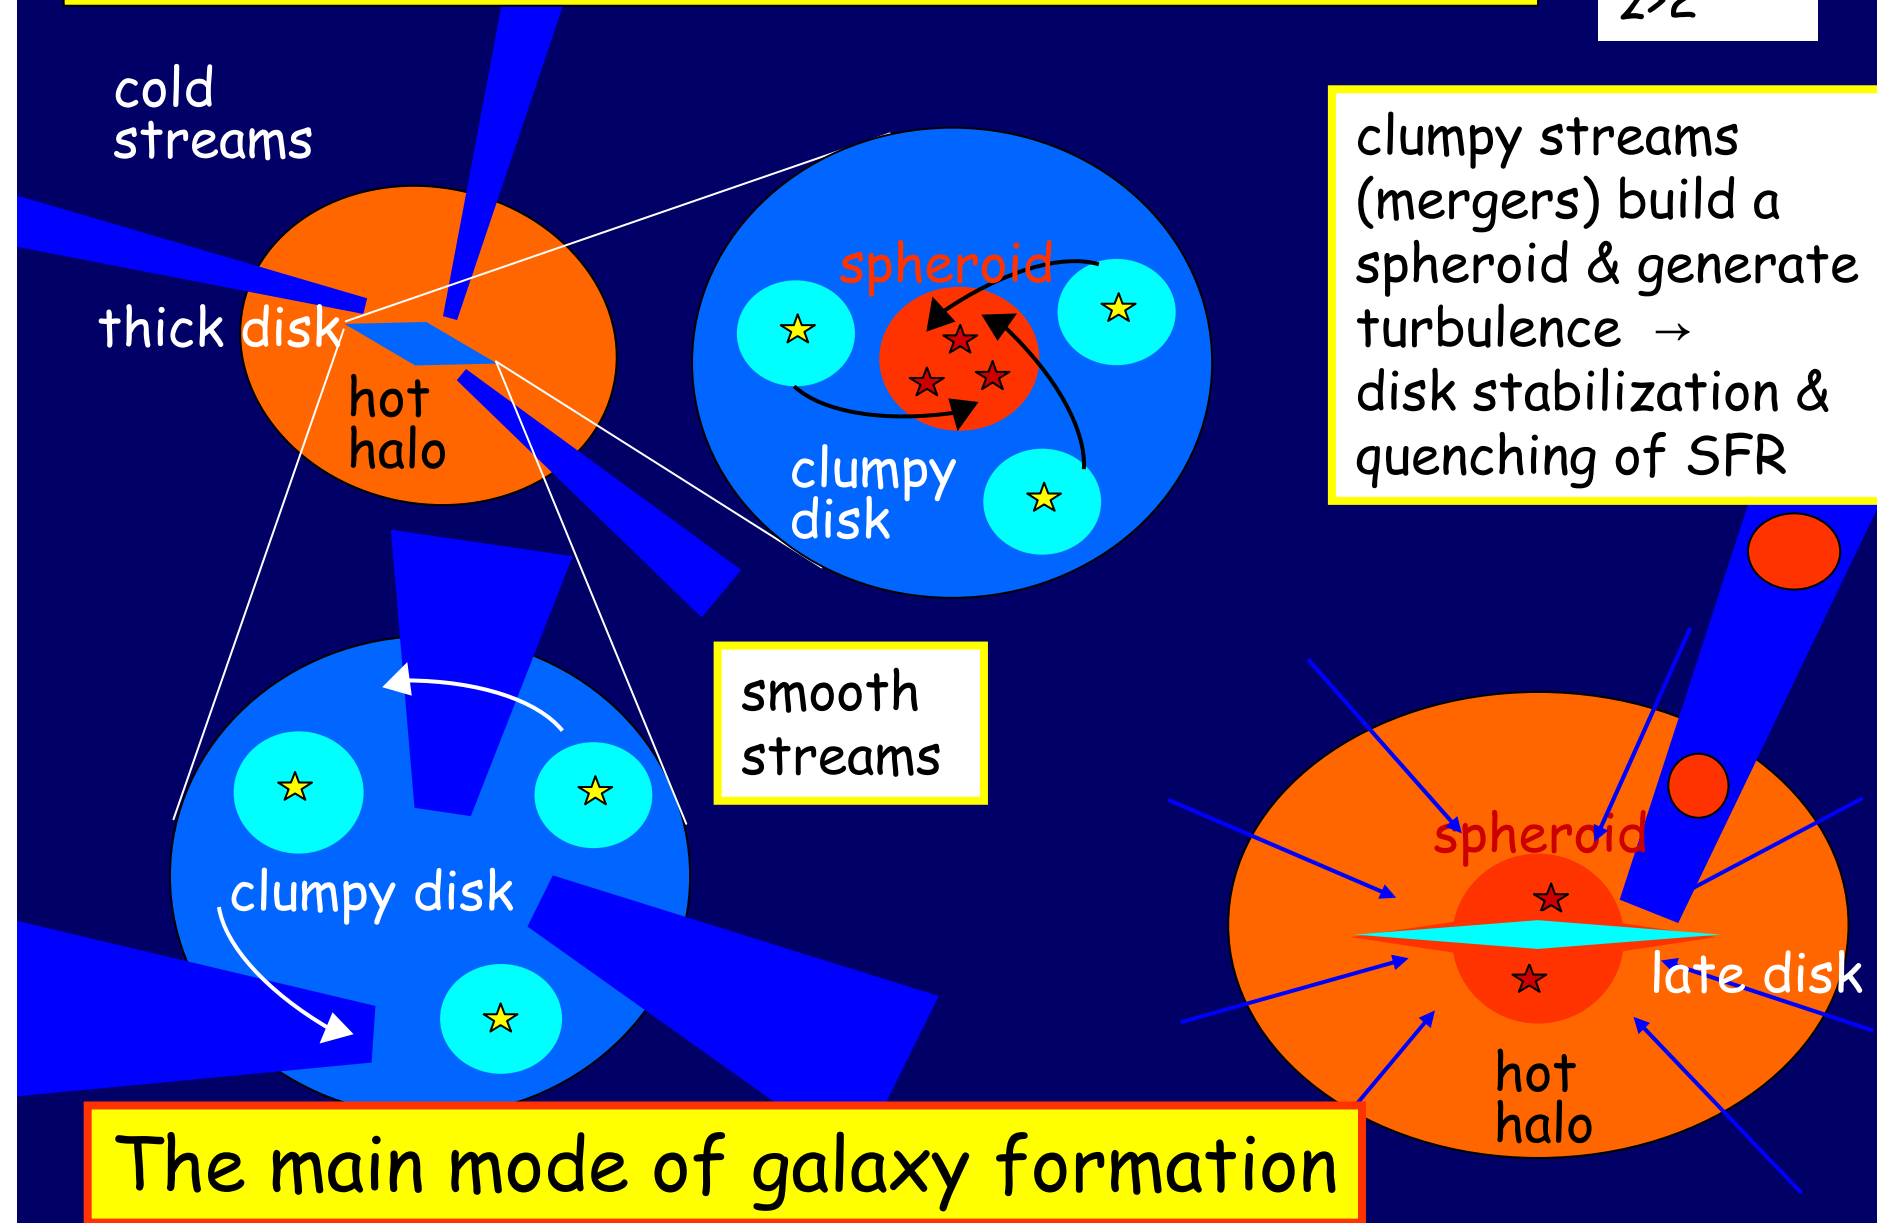 z>2
cold
streams
clumpy streams
(mergers) build a
spheroid & generate
turbulence →
disk stabilization &
quenching of SFR
spheroid
thick disk
hot
halo
clumpy
disk
smooth
streams
spheroid
clumpy disk
late disk
hot
halo
The main mode of galaxy formation